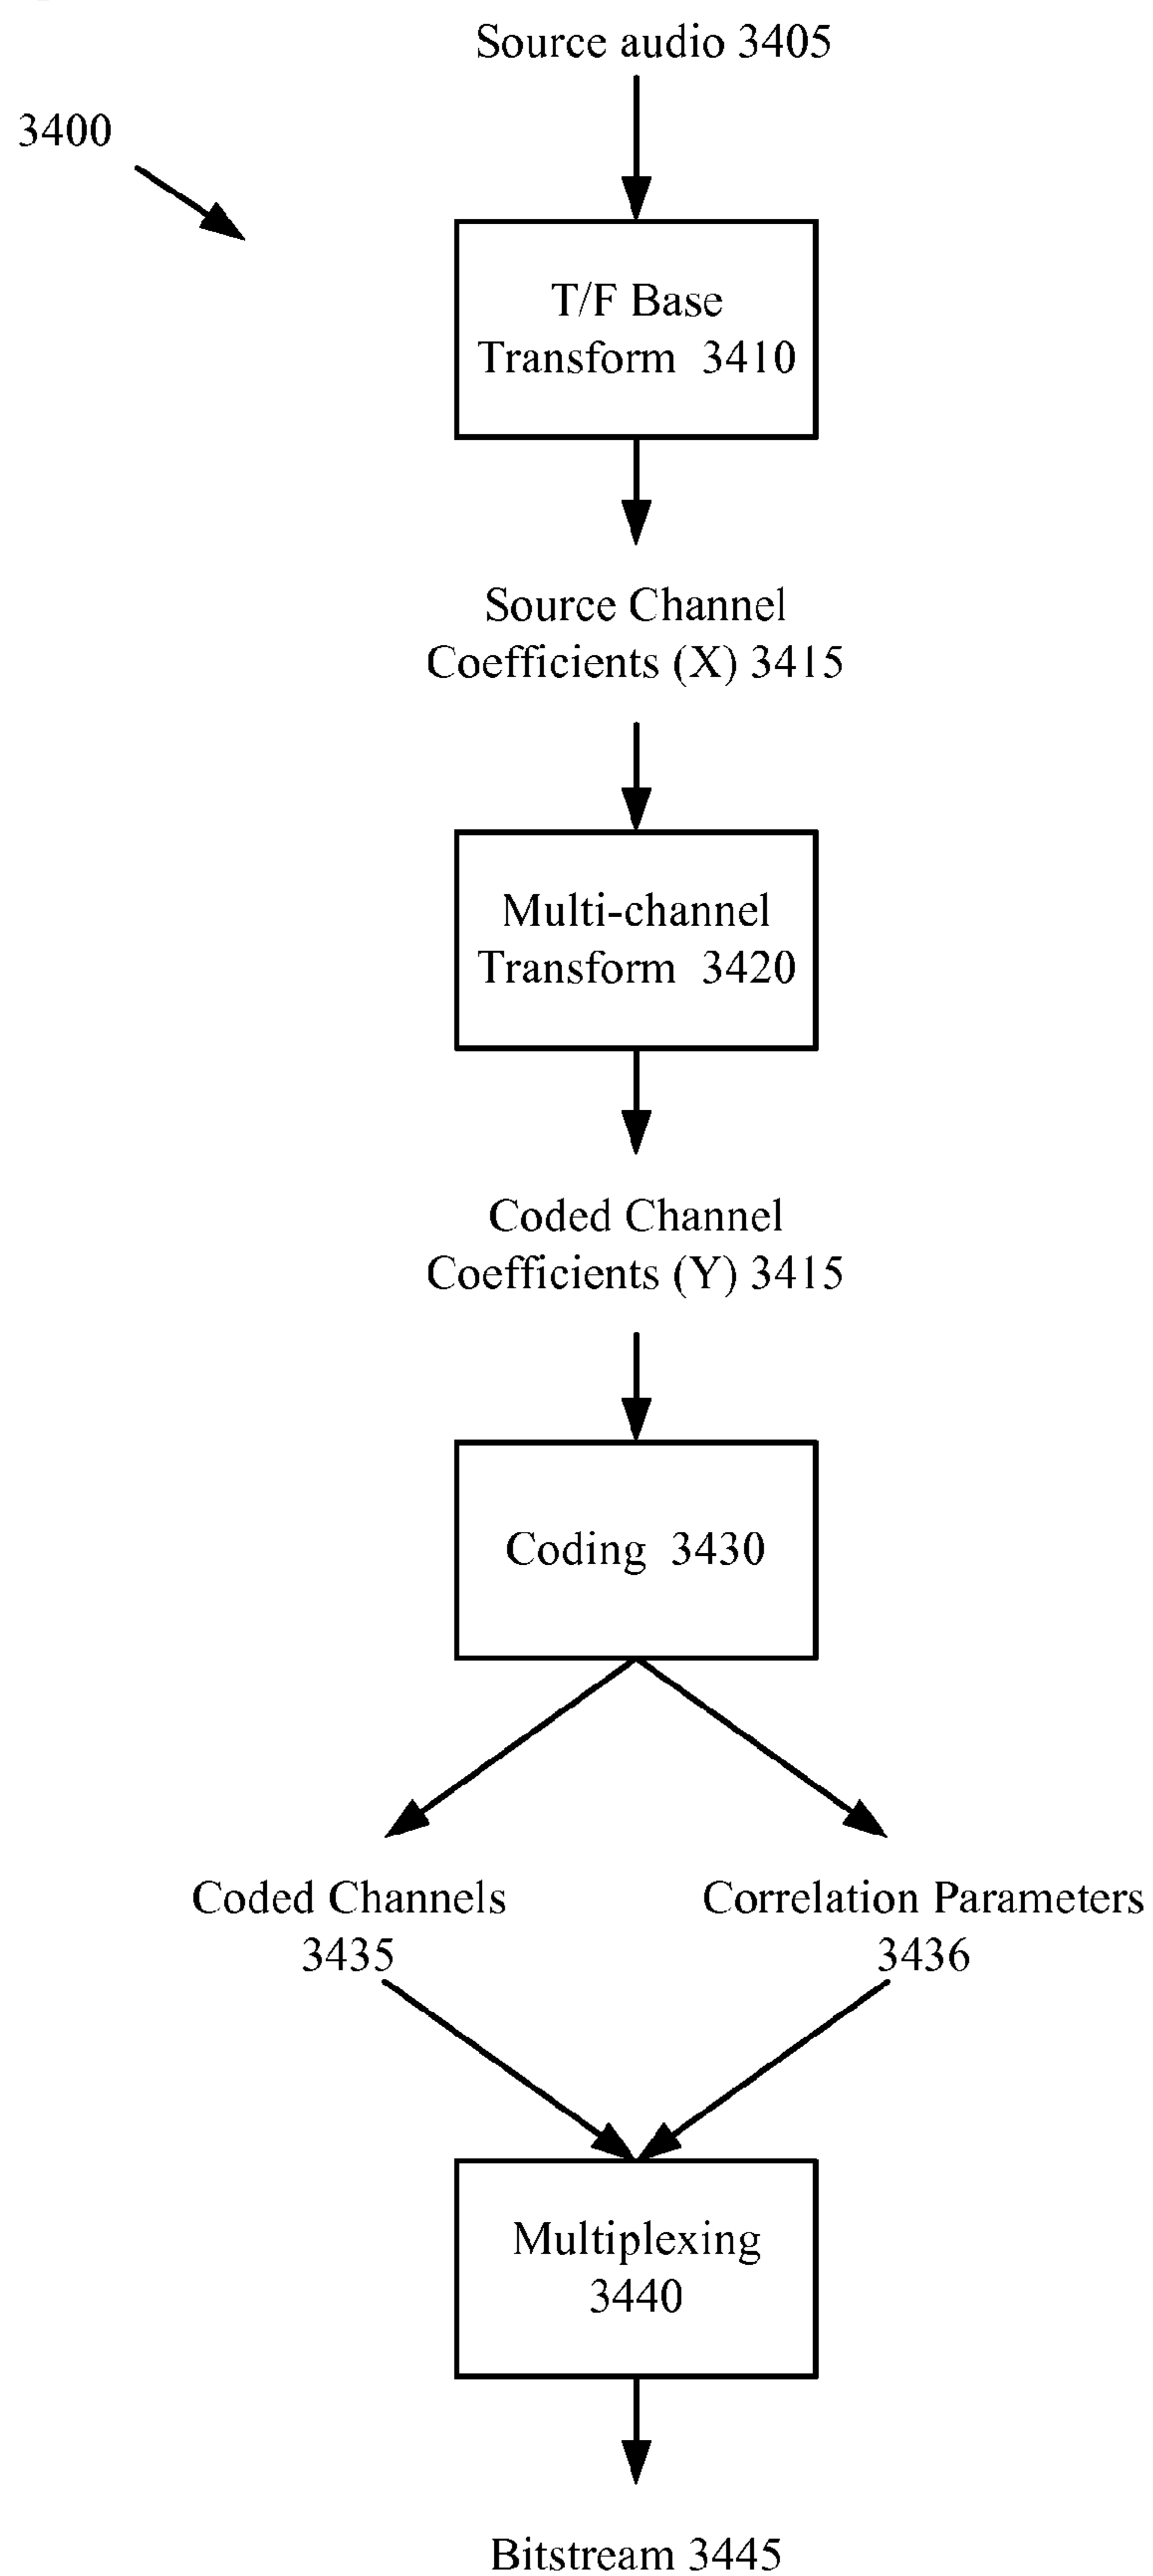 Source audio 3405
3400
T/F Base
Transform 3410
Source Channel
Coefficients (X) 3415
Multi-channel
Transform 3420
Coded Channel
Coefficients (Y) 3415
Coding 3430
Coded Channels
3435
Correlation Parameters
3436
Multiplexing
3440
Bitstream 3445